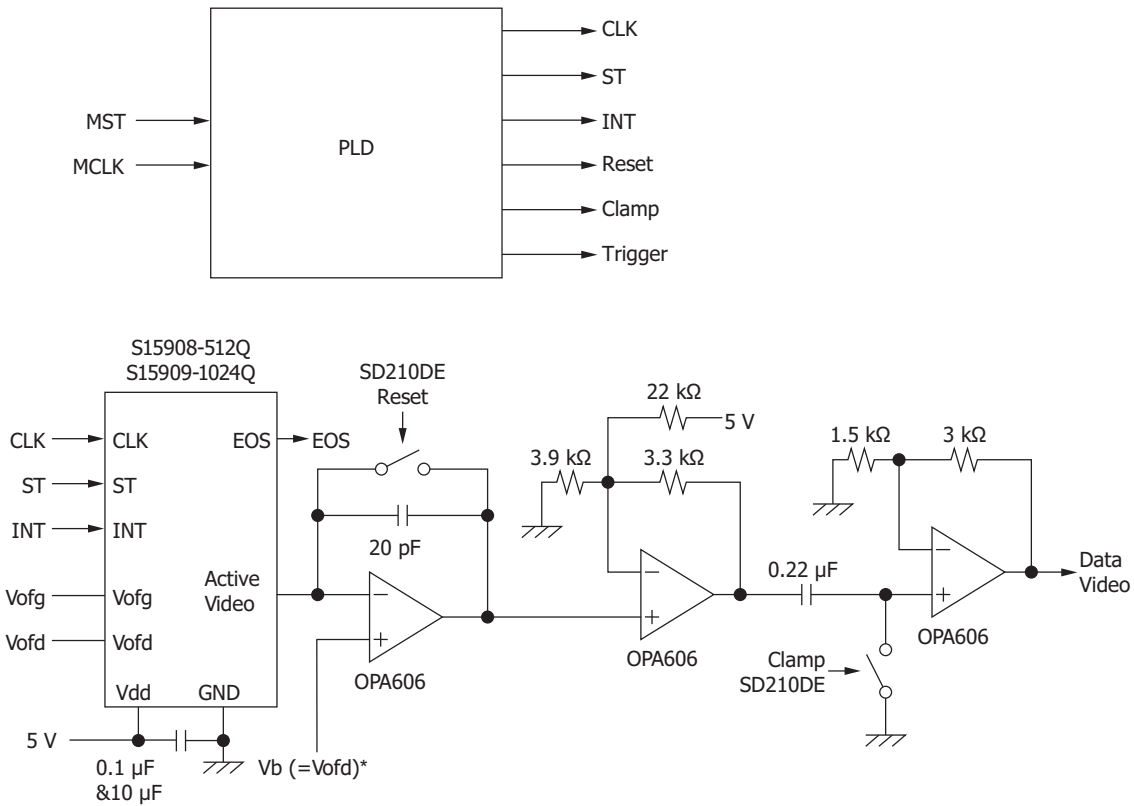 CLK
ST
MST
INT
PLD
MCLK
Reset
Clamp
Trigger
S15908-512Q
S15909-1024Q
SD210DE
Reset
22 kΩ
5 V
CLK
CLK
EOS
EOS
3.9 kΩ
3.3 kΩ
1.5 kΩ
3 kΩ
ST
ST
INT
INT
20 pF
Active
Video
−
+
OPA606
−
+
OPA606
0.22 µF
−
+
OPA606
Data
Video
Vofg
Vofg
Vofd
Vofd
Clamp
SD210DE
Vdd
GND
5 V
0.1 µF
&10 µF
Vb (=Vofd)*